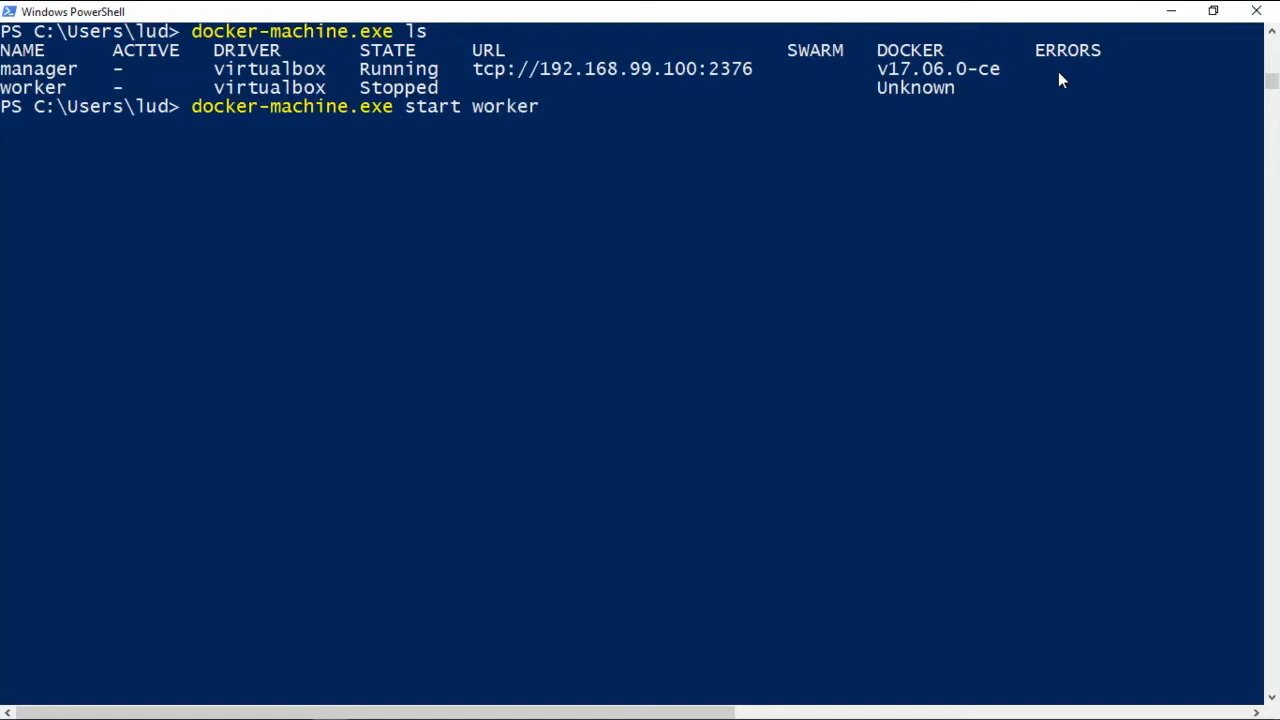 Windows PowerShell
PS C:\Users\lud> docker-machine.exe ls
NAME ACTIVE DRIVER STATE URL SWARM DOCKER ERRORS
manager - virtualbox Running tcp://192.168.99.100:2376 v17.06.0-ce
worker - virtualbox Stopped Unknown
PS C:\Users\lud> docker-machine.exe start worker